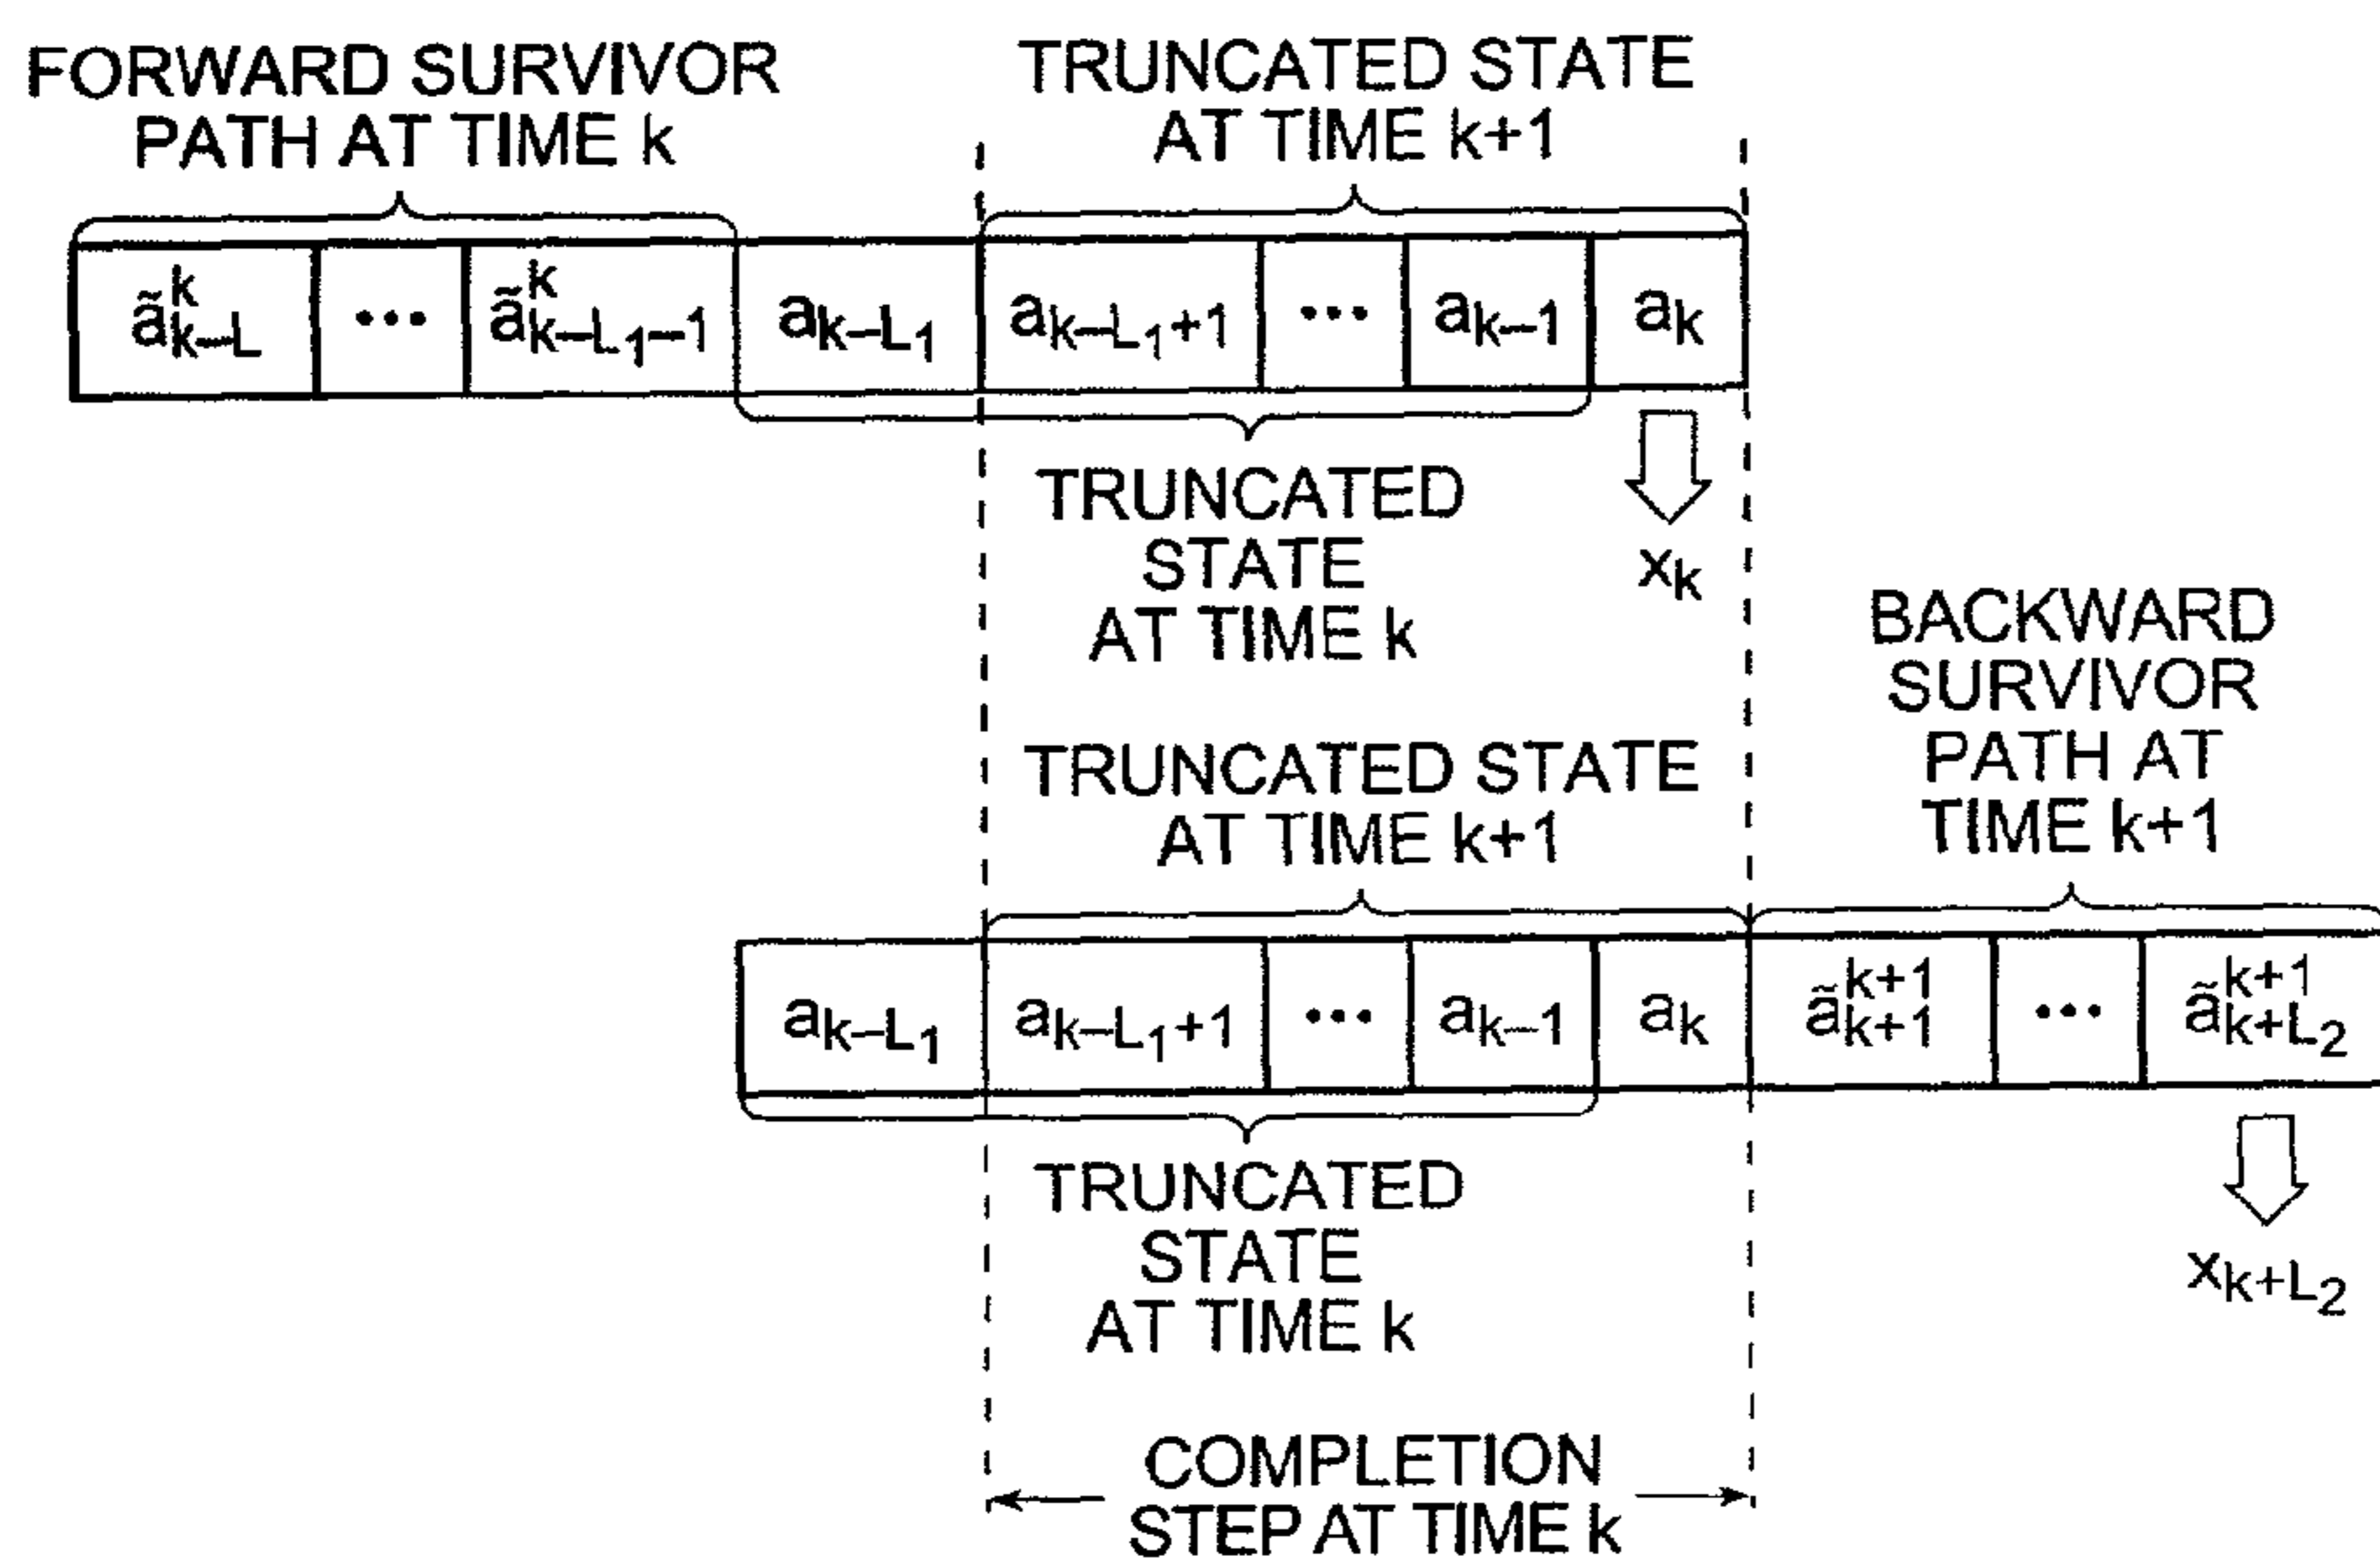 FORWARD SURVIVOR
PATH AT TIME k
TRUNCATED STATE
AT TIME k+1
ã^k_{k–L} ••• ã^k_{k–L₁–1} a_{k–L₁} a_{k–L₁+1} ••• a_{k–1} a_k
TRUNCATED
STATE
AT TIME k
x_k
BACKWARD
SURVIVOR
PATH AT
TIME k+1
TRUNCATED STATE
AT TIME k+1
a_{k–L₁} a_{k–L₁+1} ••• a_{k–1} a_k ã^{k+1}_{k+1} ••• ã^{k+1}_{k+L₂}
TRUNCATED
STATE
AT TIME k
x_{k+L₂}
COMPLETION
STEP AT TIME k